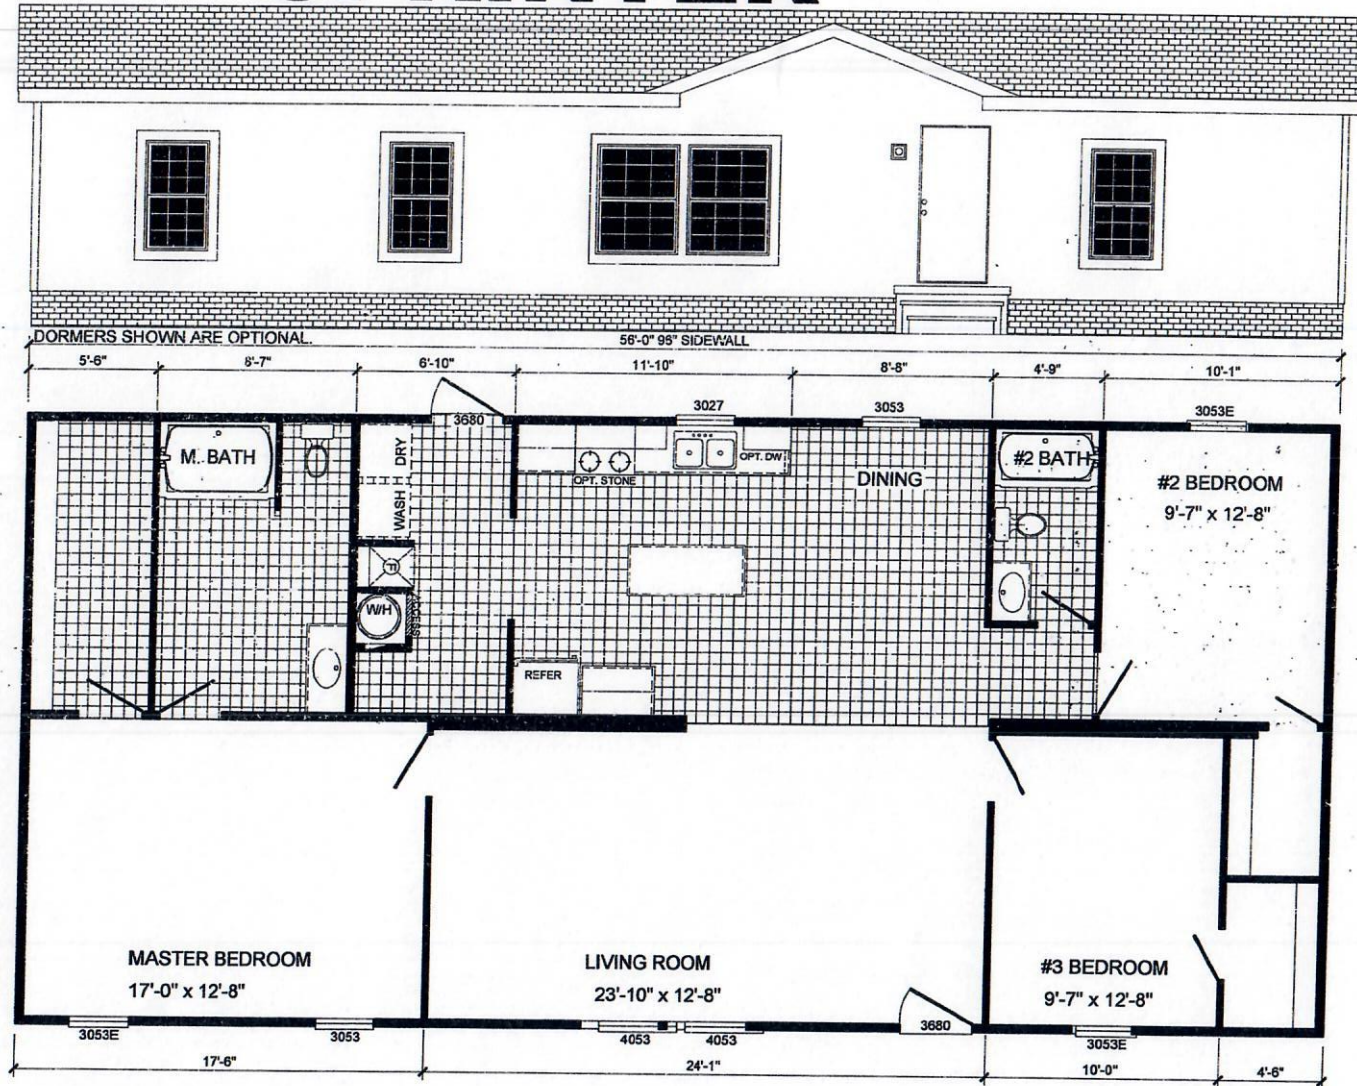 DORMERS SHOWN ARE OPTIONAL.
56'-0" 96" SIDEWALL
5'-6" 8'-7" 6'-10" 11'-10" 8'-8" 4'-9" 10'-1"
3680 3027 3053 3053E
M. BATH
DRY
WASH
W/H
ACCESS
OPT. STONE
OPT. DW
DINING
#2 BATH
#2 BEDROOM
9'-7" x 12'-8"
REFER
MASTER BEDROOM
17'-0" x 12'-8"
LIVING ROOM
23'-10" x 12'-8"
#3 BEDROOM
9'-7" x 12'-8"
3053E 3053 4053 4053 3680 3053E
17'-6" 24'-1" 10'-0" 4'-6"